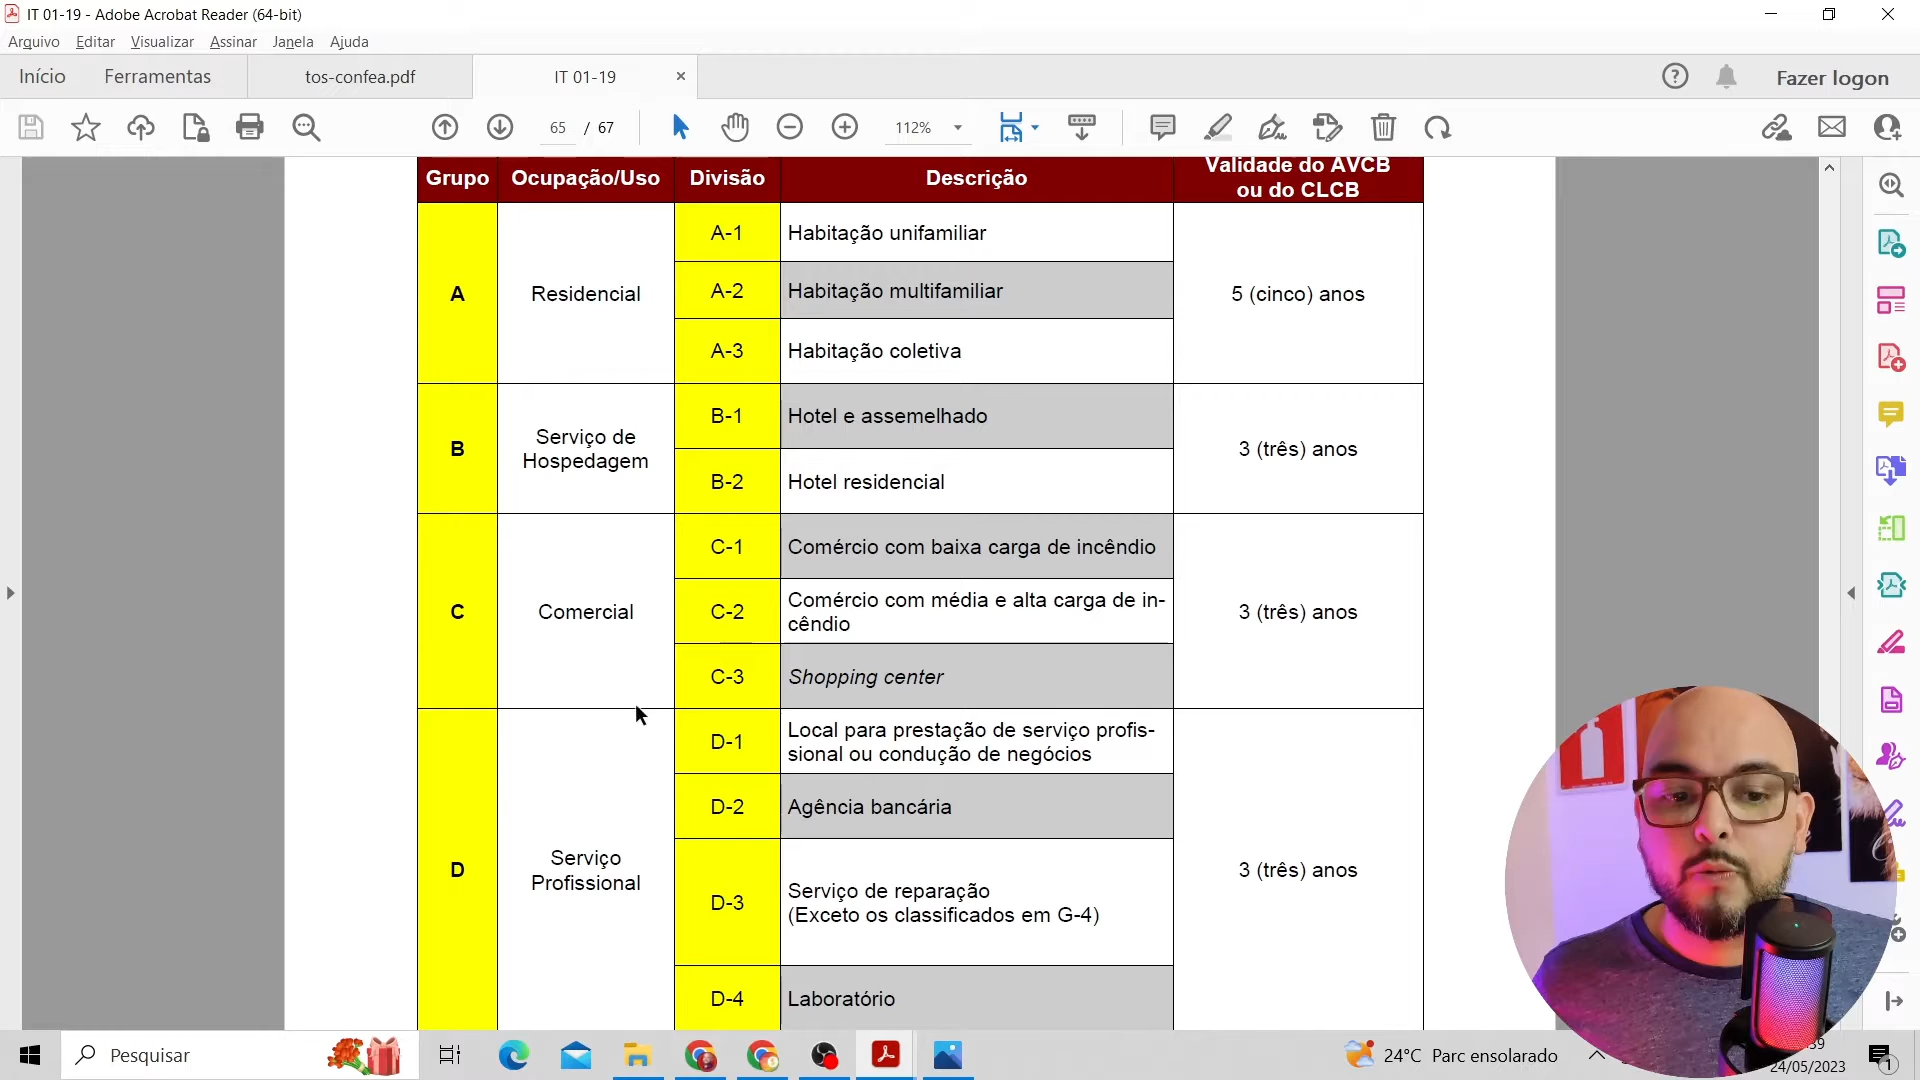 IT 01-19 - Adobe Acrobat Reader (64-bit)
Arquivo Editar Visualizar Assinar Janela Ajuda
Início Ferramentas tos-confea.pdf IT 01-19 Fazer logon
65 / 67 112%
Grupo Ocupação/Uso Divisão Descrição Validade do AVCB
ou do CLCB
A Residencial 5 (cinco) anos
A-1 Habitação unifamiliar
A-2 Habitação multifamiliar
A-3 Habitação coletiva
B Serviço de
Hospedagem 3 (três) anos
B-1 Hotel e assemelhado
B-2 Hotel residencial
C Comercial 3 (três) anos
C-1 Comércio com baixa carga de incêndio
C-2 Comércio com média e alta carga de in-
cêndio
C-3 Shopping center
D Serviço
Profissional 3 (três) anos
D-1 Local para prestação de serviço profis-
sional ou condução de negócios
D-2 Agência bancária
D-3 Serviço de reparação
(Exceto os classificados em G-4)
D-4 Laboratório
Pesquisar 24°C Parc ensolarado
24/05/2023
1